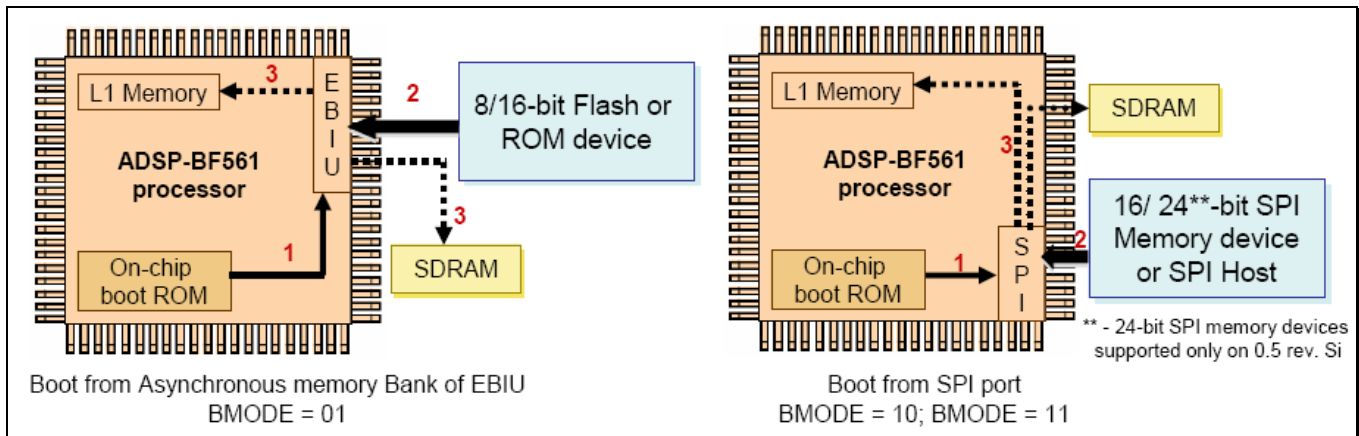 L1 Memory
3
E
B
I
U
2
8/16-bit Flash or
ROM device
ADSP-BF561
processor
3
SDRAM
1
On-chip
boot ROM
Boot from Asynchronous memory Bank of EBIU
BMODE = 01
L1 Memory
SDRAM
3
ADSP-BF561
processor
16/ 24**-bit SPI
Memory device
or SPI Host
2
S
P
I
1
On-chip
boot ROM
** - 24-bit SPI memory devices
supported only on 0.5 rev. Si
Boot from SPI port
BMODE = 10; BMODE = 11